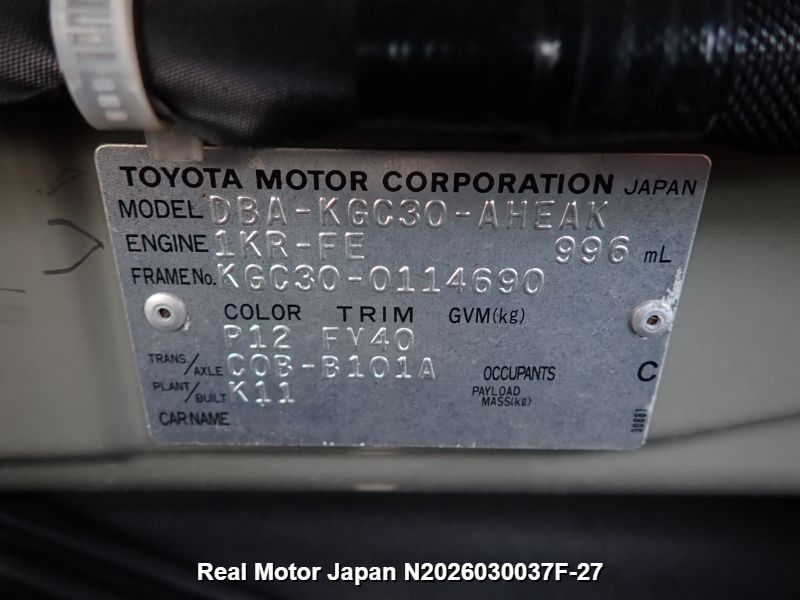 TOYOTA MOTOR CORPORATION JAPAN
MODEL DBA-KGC30-AHEAK
ENGINE 1KR-FE 996 mL
FRAME No. KGC30-0114690
COLOR TRIM GVM(kg)
P12 FY40
TRANS/AXLE C0B-B101A OCCUPANTS C
PLANT/BUILT K11 PAYLOAD MASS(kg)
CAR NAME
30881
Real Motor Japan N2026030037F-27